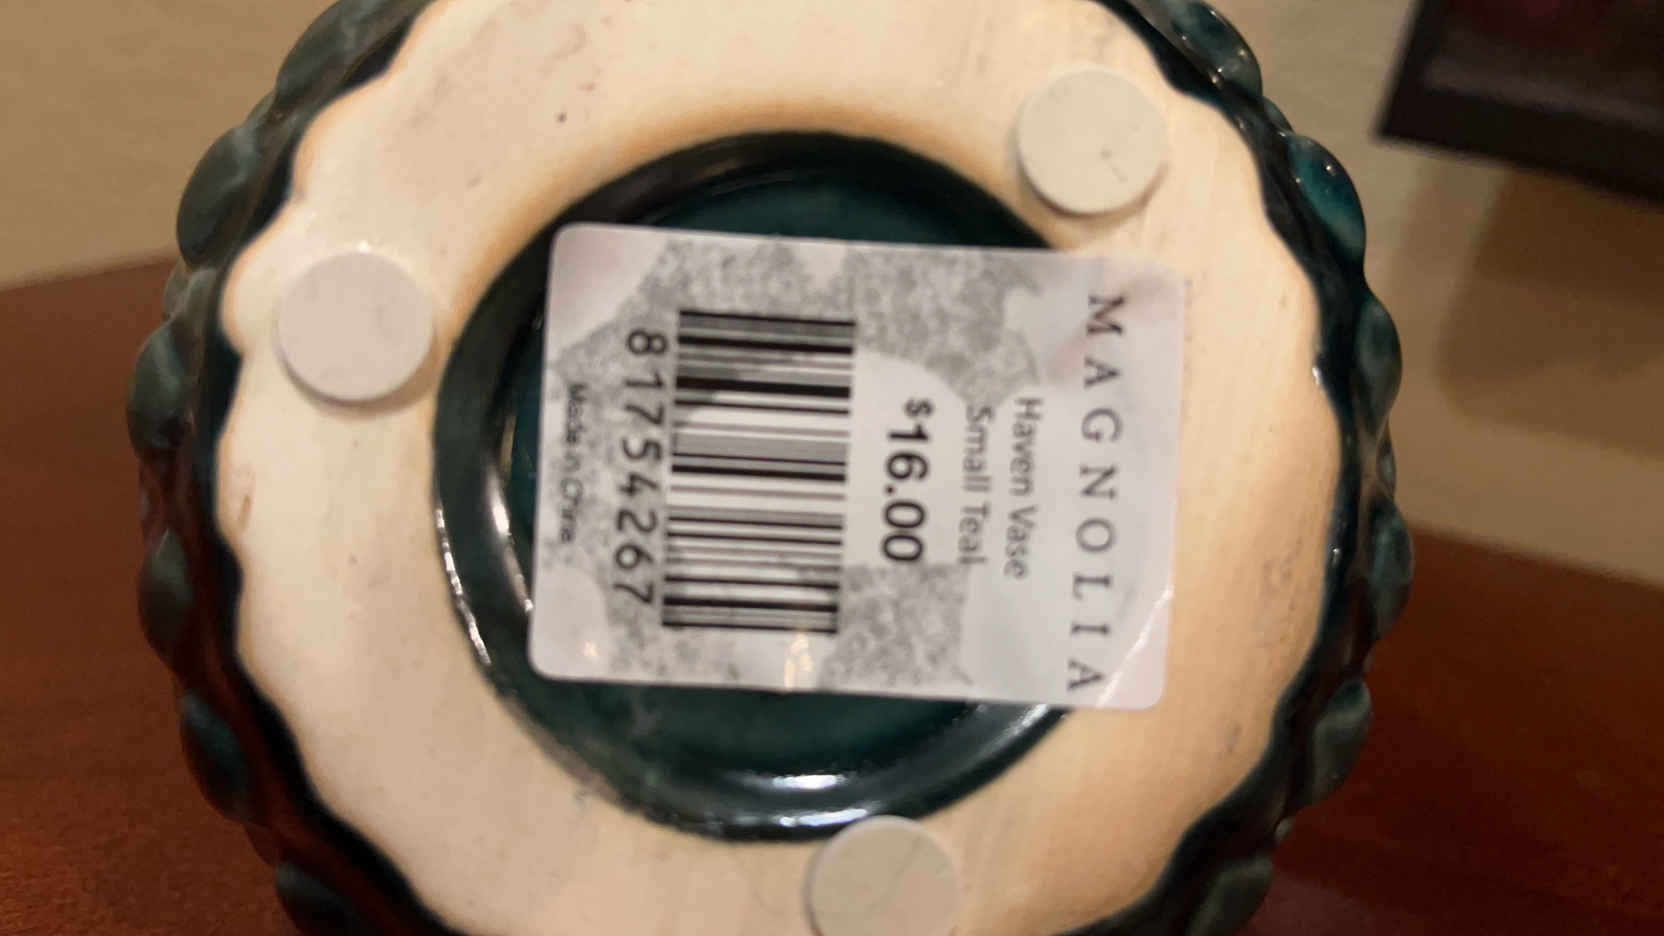 MAGNOLIA
Haven Vase
Small Teal
$16.00
81754267
Made in China